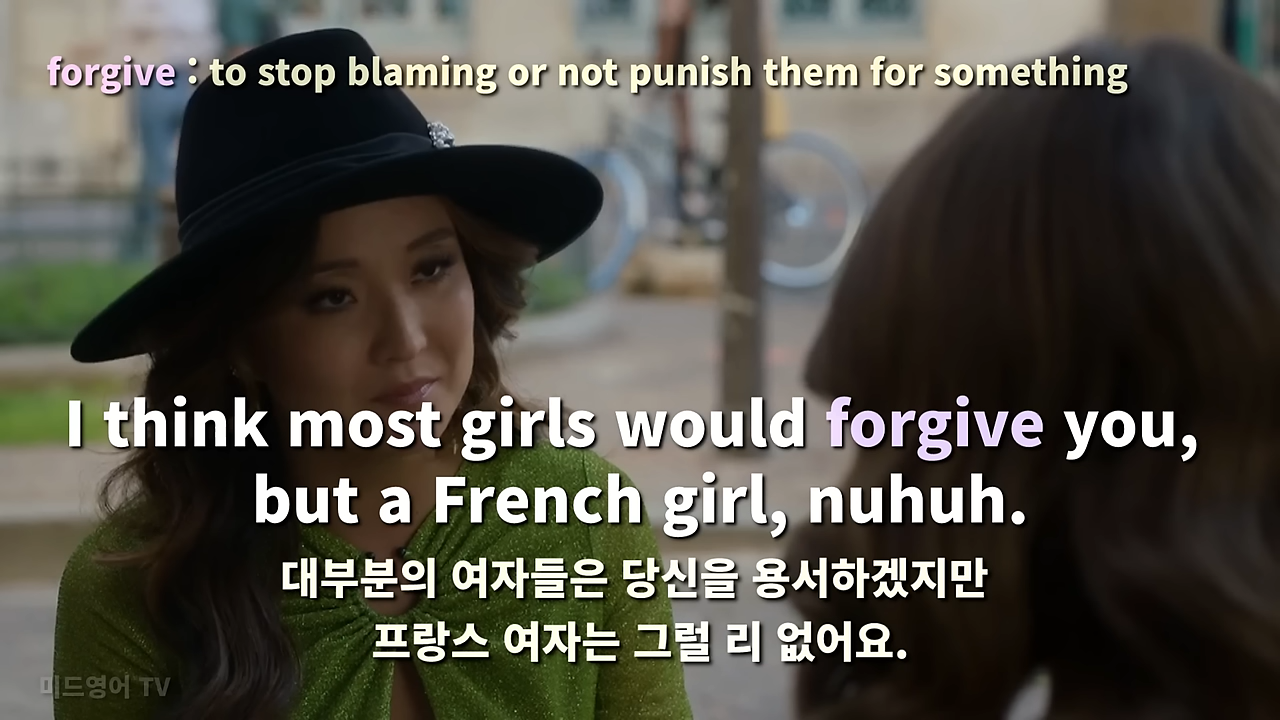 forgive : to stop blaming or not punish them for something
I think most girls would forgive you,
but a French girl, nuhuh.
대부분의 여자들은 당신을 용서하겠지만
프랑스 여자는 그럴 리 없어요.
미드영어 TV